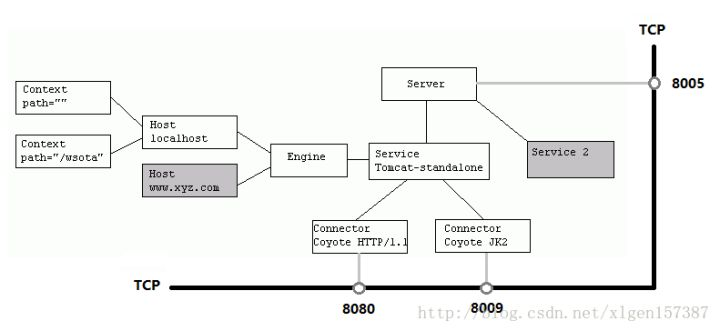 TCP
Server
8005
Context
path=""
Host
localhost
Context
path="/wsota"
Engine
Service
Tomcat-standalone
Service 2
Host
www.xyz.com
Connector
Coyote HTTP/1.1
Connector
Coyote JK2
TCP
8080
8009
http://blog.csdn.net/xlgen157387